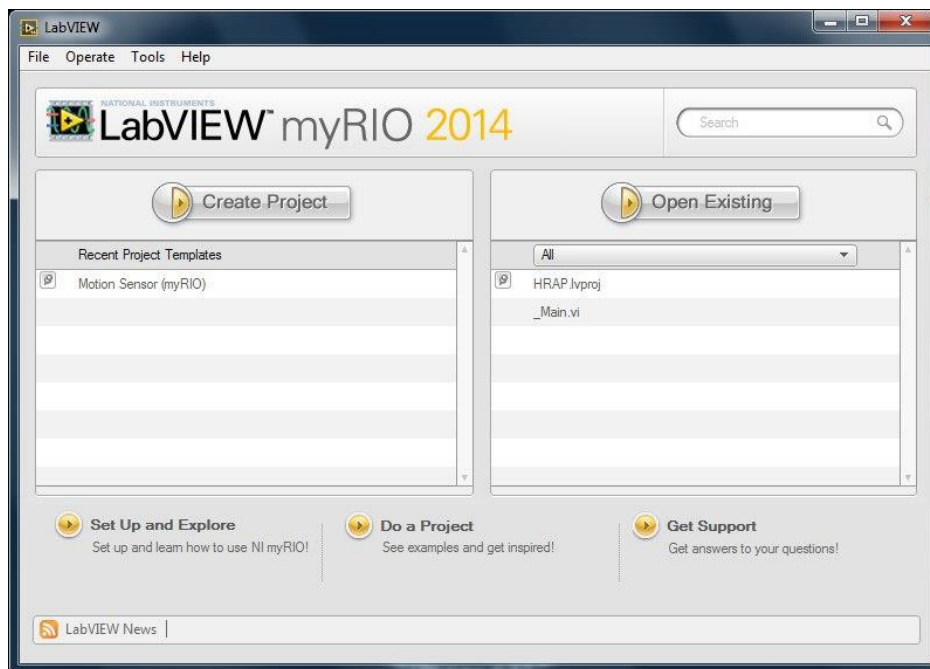 LabVIEW
File Operate Tools Help
NATIONAL INSTRUMENTS
LabVIEW™ myRIO 2014
Search
Create Project
Open Existing
Recent Project Templates
All
Motion Sensor (myRIO)
HRAP.lvproj
_Main.vi
Set Up and Explore
Set up and learn how to use NI myRIO!
Do a Project
See examples and get inspired!
Get Support
Get answers to your questions!
LabVIEW News